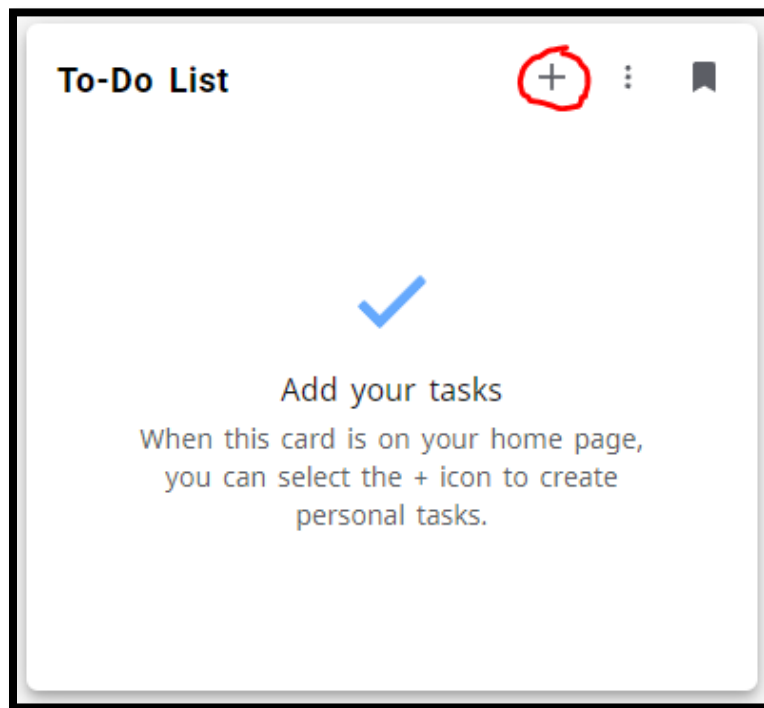 To-Do List
Add your tasks
When this card is on your home page,
you can select the + icon to create
personal tasks.